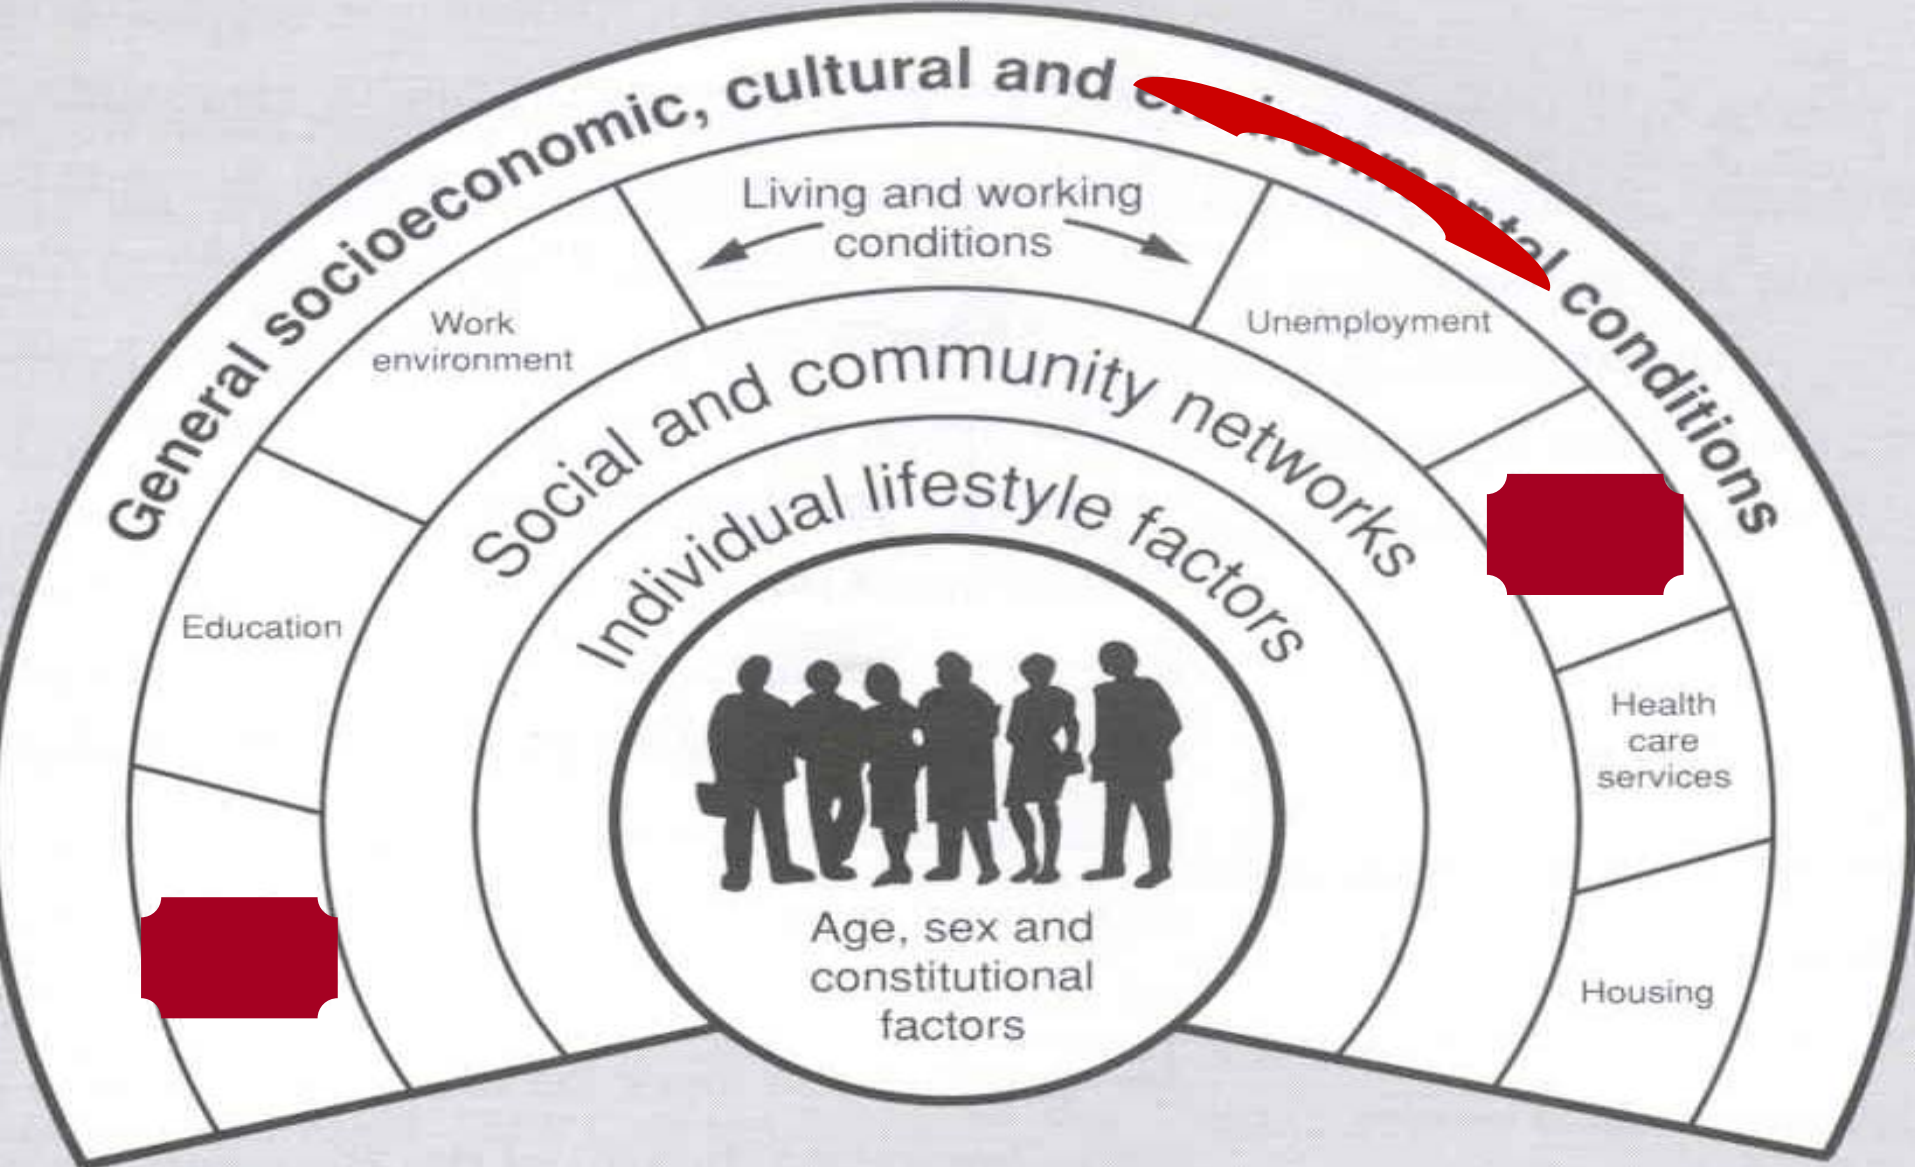 General socioeconomic, cultural and environmental conditions
Living and working
conditions
Work
environment
Unemployment
Social and community networks
Individual lifestyle factors
Education
Health
care
services
Housing
Age, sex and
constitutional
factors